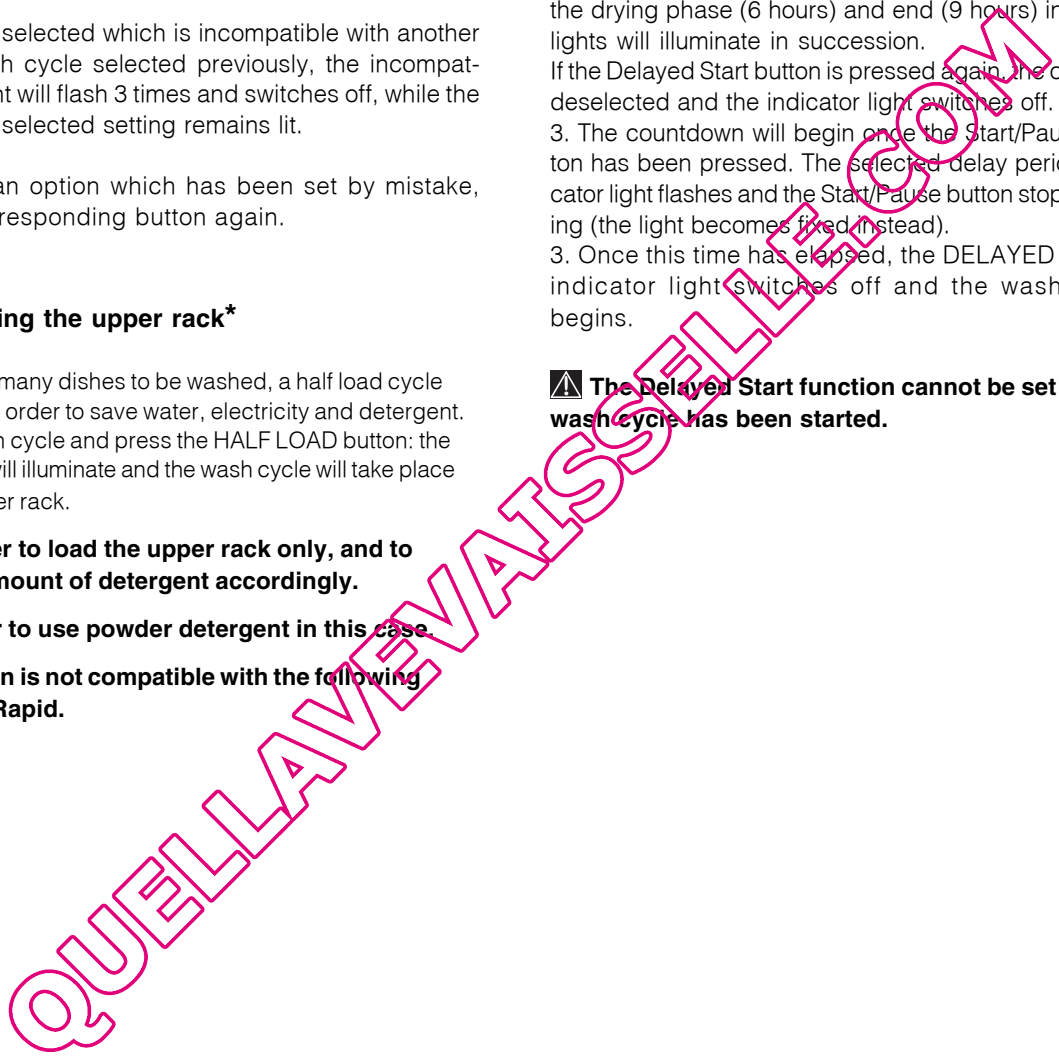 selected which is incompatible with another
h cycle selected previously, the incompat-
nt will flash 3 times and switches off, while the
selected setting remains lit.
an option which has been set by mistake,
responding button again.
ing the upper rack*
many dishes to be washed, a half load cycle
order to save water, electricity and detergent.
n cycle and press the HALF LOAD button: the
will illuminate and the wash cycle will take place
er rack.
er to load the upper rack only, and to
mount of detergent accordingly.
r to use powder detergent in this case.
n is not compatible with the following
Rapid.
the drying phase (6 hours) and end (9 hours) in
lights will illuminate in succession.
If the Delayed Start button is pressed again, the o
deselected and the indicator light switches off.
3. The countdown will begin once the Start/Pau
ton has been pressed. The selected delay perio
cator light flashes and the Start/Pause button stop
ing (the light becomes fixed instead).
3. Once this time has elapsed, the DELAYED
indicator light switches off and the wash
begins.
The Delayed Start function cannot be set
wash cycle has been started.
QUELLAVEVAISSELLE.COM